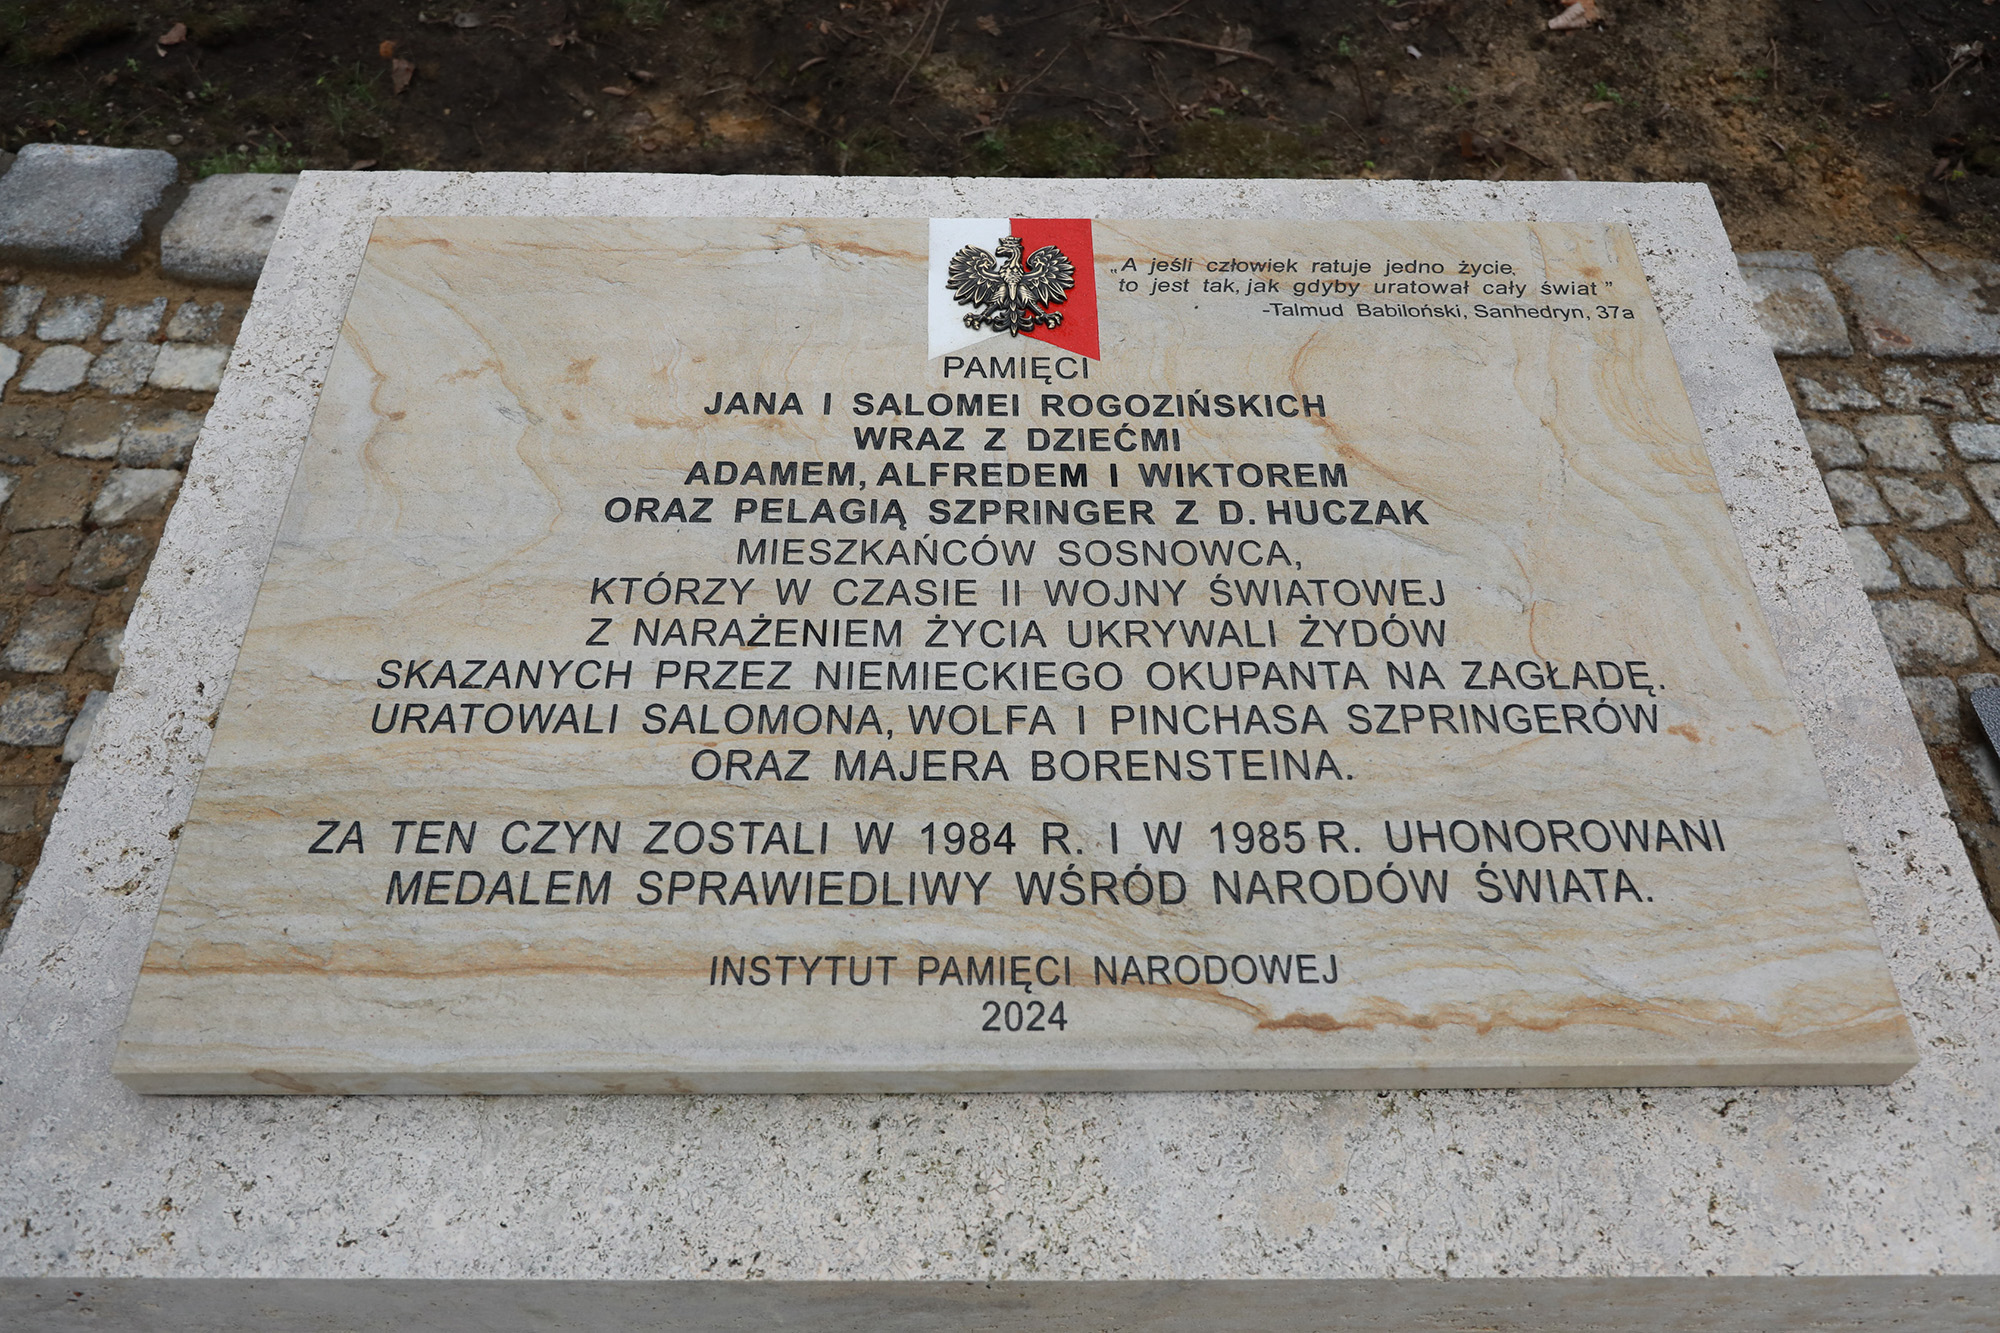 „A jeśli człowiek ratuje jedno życie,
to jest tak, jak gdyby uratował cały świat”
-Talmud Babiloński, Sanhedryn, 37a
PAMIĘCI
JANA I SALOMEI ROGOZIŃSKICH
WRAZ Z DZIEĆMI
ADAMEM, ALFREDEM I WIKTOREM
ORAZ PELAGIĄ SZPRINGER Z D. HUCZAK
MIESZKAŃCÓW SOSNOWCA,
KTÓRZY W CZASIE II WOJNY ŚWIATOWEJ
Z NARAŻENIEM ŻYCIA UKRYWALI ŻYDÓW
SKAZANYCH PRZEZ NIEMIECKIEGO OKUPANTA NA ZAGŁADĘ.
URATOWALI SALOMONA, WOLFA I PINCHASA SZPRINGERÓW
ORAZ MAJERA BORENSTEINA.
ZA TEN CZYN ZOSTALI W 1984 R. I W 1985 R. UHONOROWANI
MEDALEM SPRAWIEDLIWY WŚRÓD NARODÓW ŚWIATA.
INSTYTUT PAMIĘCI NARODOWEJ
2024